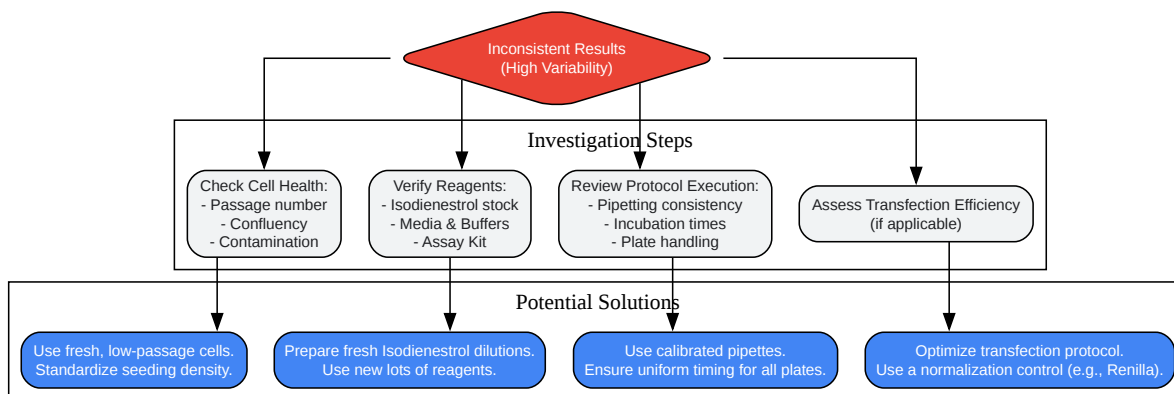 Inconsistent Results
(High Variability)
Investigation Steps
Check Cell Health:
- Passage number
- Confluency
- Contamination
Verify Reagents:
- Isodienestrol stock
- Media & Buffers
- Assay Kit
Review Protocol Execution:
- Pipetting consistency
- Incubation times
- Plate handling
Assess Transfection Efficiency
(if applicable)
Potential Solutions
Use fresh, low-passage cells.
Standardize seeding density.
Prepare fresh Isodienestrol dilutions.
Use new lots of reagents.
Use calibrated pipettes.
Ensure uniform timing for all plates.
Optimize transfection protocol.
Use a normalization control (e.g., Renilla).